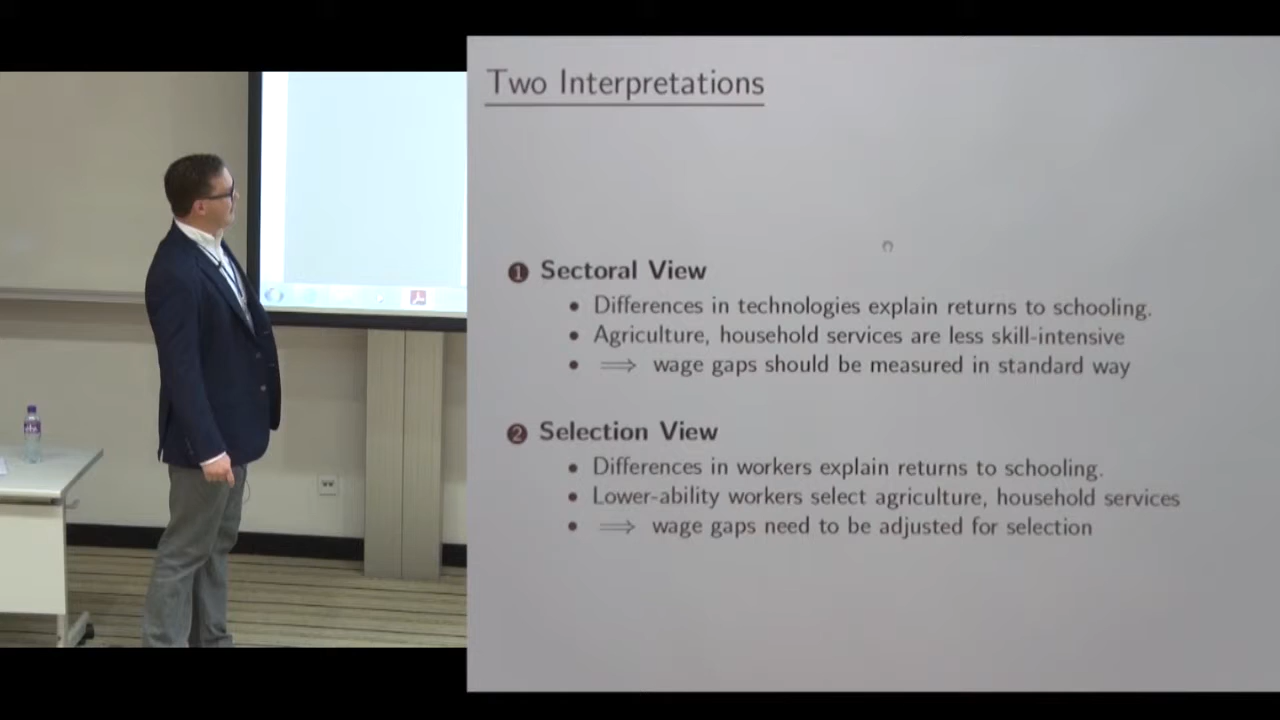 Two Interpretations
1 Sectoral View
• Differences in technologies explain returns to schooling.
• Agriculture, household services are less skill-intensive
• ⟹ wage gaps should be measured in standard way
2 Selection View
• Differences in workers explain returns to schooling.
• Lower-ability workers select agriculture, household services
• ⟹ wage gaps need to be adjusted for selection